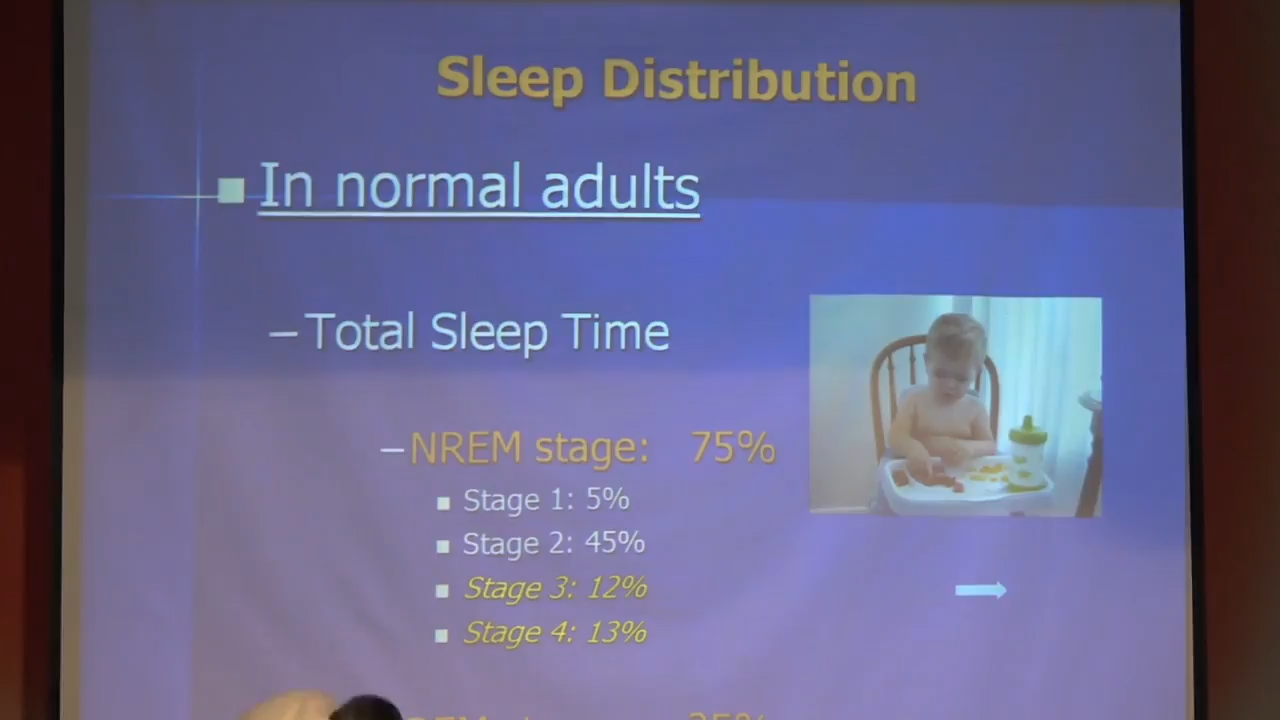 Sleep Distribution
In normal adults
– Total Sleep Time
– NREM stage: 75%
Stage 1: 5%
Stage 2: 45%
Stage 3: 12%
Stage 4: 13%